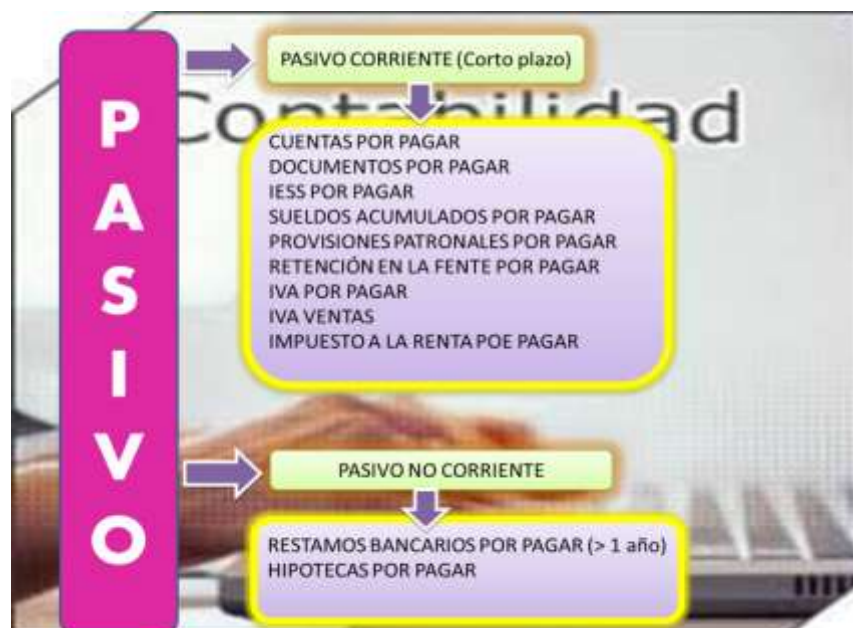 PASIVO
PASIVO CORRIENTE (Corto plazo)
Contabilidad
CUENTAS POR PAGAR
DOCUMENTOS POR PAGAR
IESS POR PAGAR
SUELDOS ACUMULADOS POR PAGAR
PROVISIONES PATRONALES POR PAGAR
RETENCIÓN EN LA FENTE POR PAGAR
IVA POR PAGAR
IVA VENTAS
IMPUESTO A LA RENTA POE PAGAR
PASIVO NO CORRIENTE
RESTAMOS BANCARIOS POR PAGAR (> 1 año)
HIPOTECAS POR PAGAR